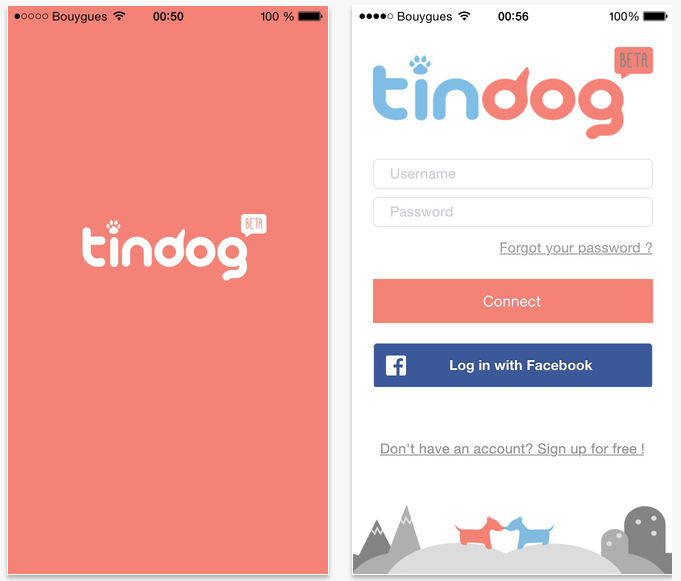 Bouygues 00:50 100 %
BETA
tindog
Bouygues 00:56 100%
BETA
tindog
Username
Password
Forgot your password ?
Connect
f Log in with Facebook
Don't have an account? Sign up for free !